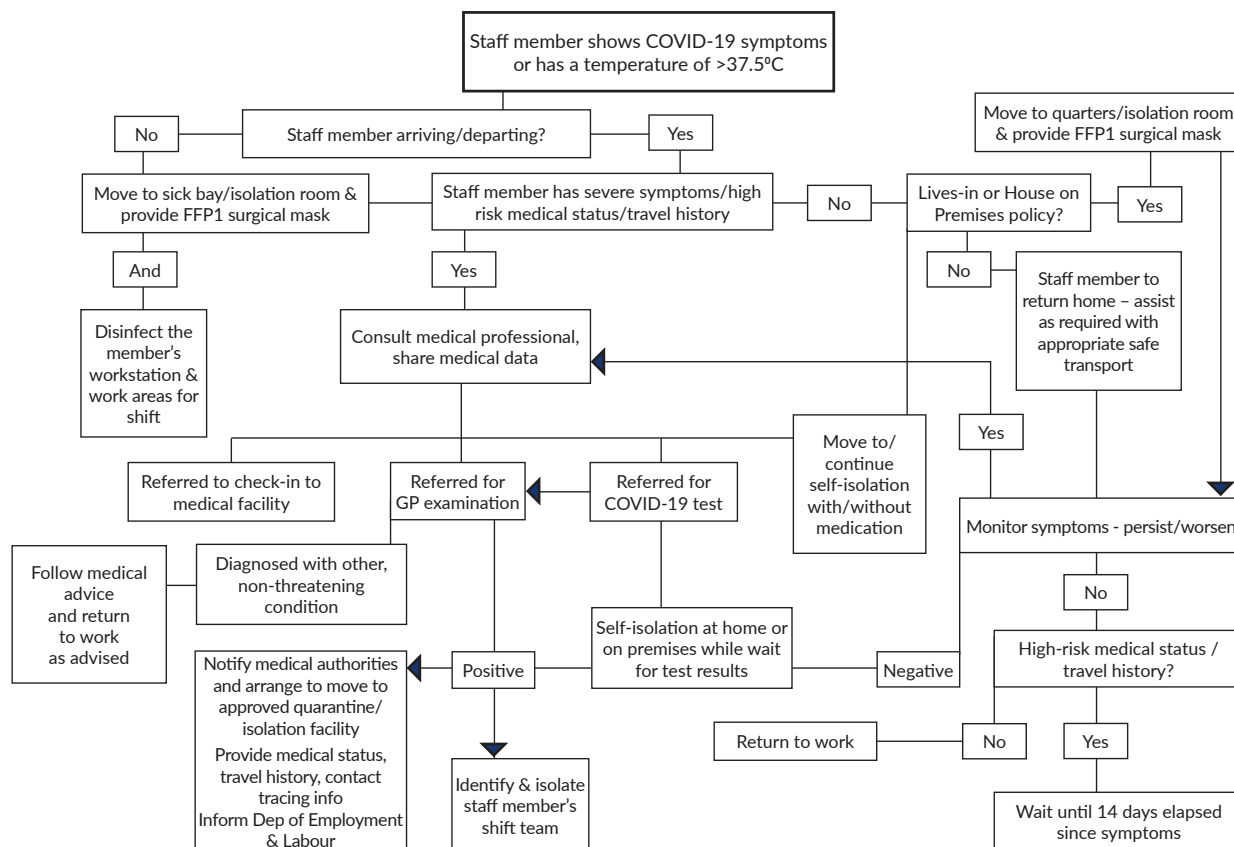 Staff member shows COVID-19 symptoms
or has a temperature of >37.5ºC
Staff member arriving/departing?
No
Yes
Move to quarters/isolation room
& provide FFP1 surgical mask
Move to sick bay/isolation room &
provide FFP1 surgical mask
Staff member has severe symptoms/high
risk medical status/travel history
No
Lives-in or House on
Premises policy?
Yes
And
Yes
No
Staff member to
return home – assist
as required with
appropriate safe
transport
Disinfect the
member's
workstation &
work areas for
shift
Consult medical professional,
share medical data
Yes
Move to/
continue
self-isolation
with/without
medication
Referred to check-in to
medical facility
Referred for
GP examination
Referred for
COVID-19 test
Monitor symptoms - persist/worsen
Follow medical
advice
and return
to work
as advised
Diagnosed with other,
non-threatening
condition
No
Self-isolation at home or
on premises while wait
for test results
High-risk medical status /
travel history?
Notify medical authorities
and arrange to move to
approved quarantine/
isolation facility
Provide medical status,
travel history, contact
tracing info
Inform Dep of Employment
& Labour
Positive
Negative
Return to work
No
Yes
Identify & isolate
staff member's
shift team
Wait until 14 days elapsed
since symptoms